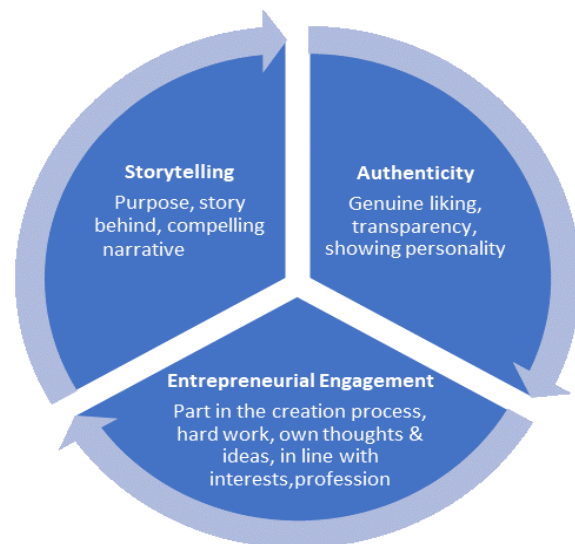 Storytelling
Purpose, story
behind, compelling
narrative
Authenticity
Genuine liking,
transparency,
showing personality
Entrepreneurial Engagement
Part in the creation process,
hard work, own thoughts &
ideas, in line with
interests,profession